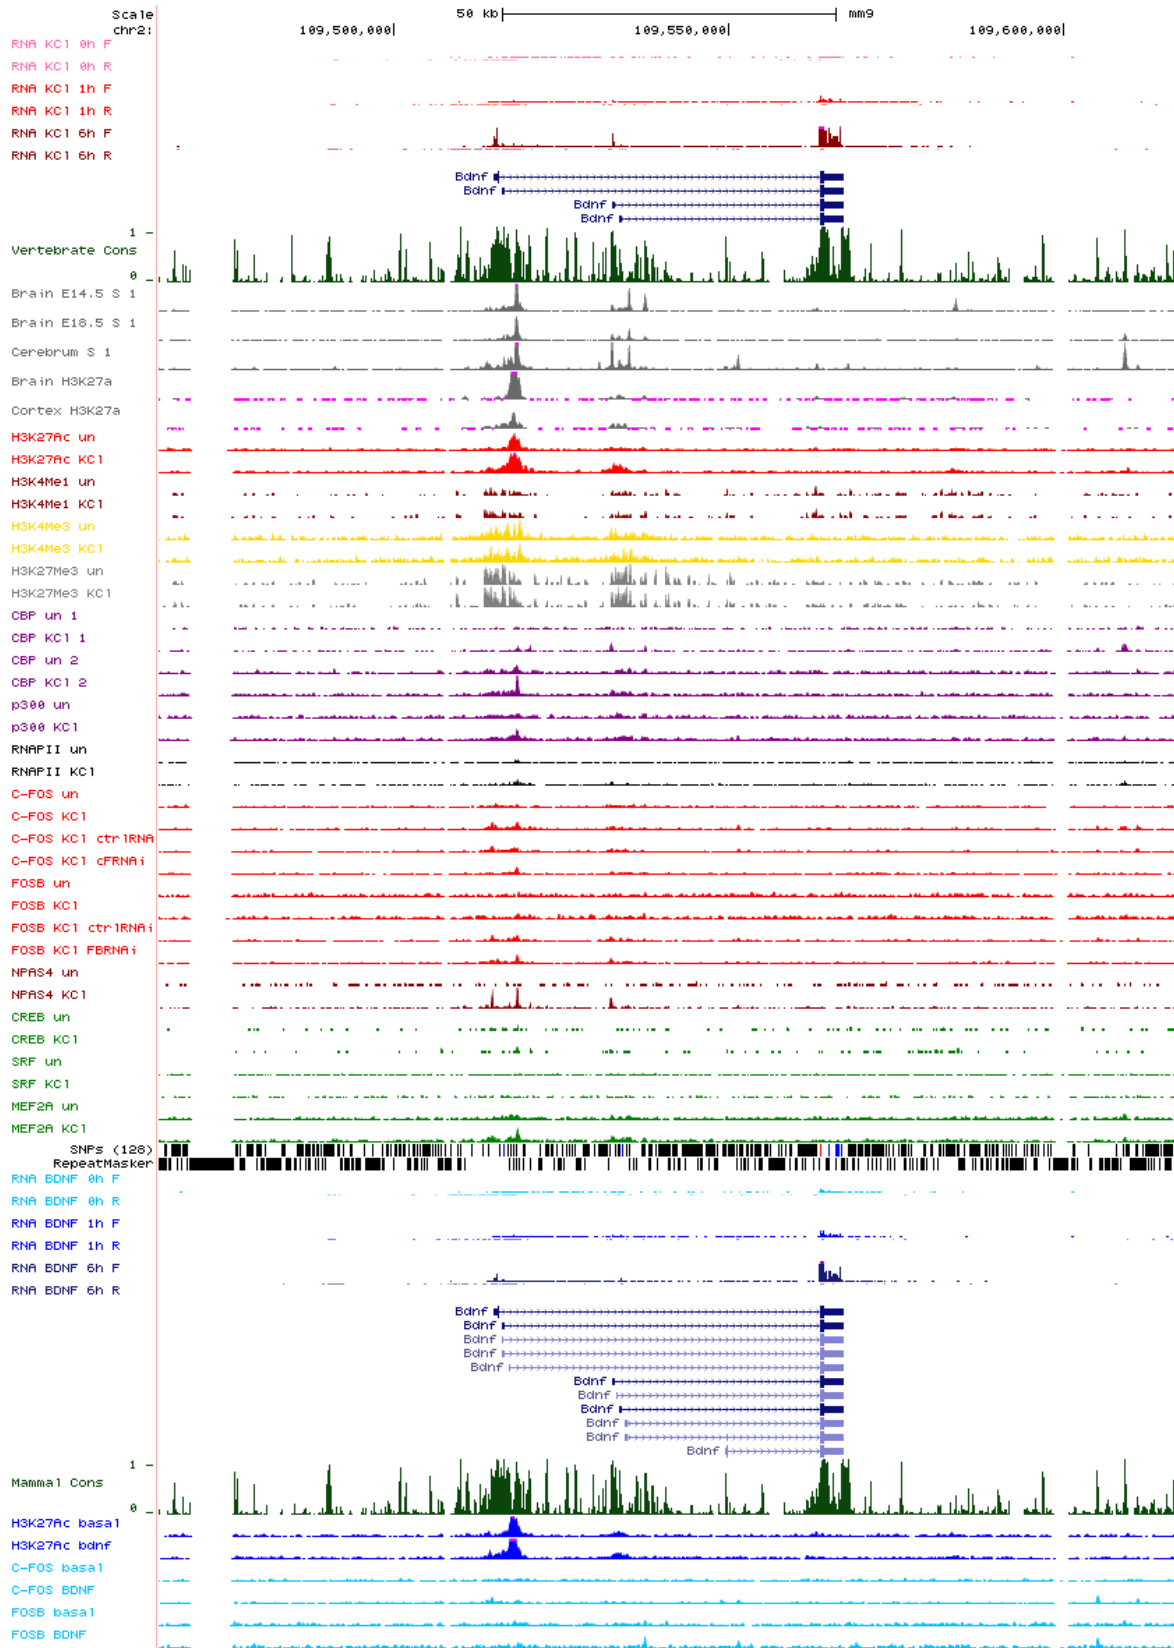 Scale 50 kb mm9
chr2: 109,500,000 109,550,000 109,600,000
RNA KCl 0h F
RNA KCl 0h R
RNA KCl 1h F
RNA KCl 1h R
RNA KCl 6h F
RNA KCl 6h R
Bdnf
Bdnf
Bdnf
Bdnf
1
Vertebrate Cons
0
Brain E14.5 S 1
Brain E18.5 S 1
Cerebrum S 1
Brain H3K27a
Cortex H3K27a
H3K27Ac un
H3K27Ac KCl
H3K4Me1 un
H3K4Me1 KCl
H3K4Me3 un
H3K4Me3 KCl
H3K27Me3 un
H3K27Me3 KCl
CBP un 1
CBP KCl 1
CBP un 2
CBP KCl 2
p300 un
p300 KCl
RNAPII un
RNAPII KCl
C-FOS un
C-FOS KCl
C-FOS KCl ctrlRNA
C-FOS KCl cFRNAi
FOSB un
FOSB KCl
FOSB KCl ctrlRNAi
FOSB KCl FBRNAi
NPAS4 un
NPAS4 KCl
CREB un
CREB KCl
SRF un
SRF KCl
MEF2A un
MEF2A KCl
SNPs (128)
RepeatMasker
RNA BDNF 0h F
RNA BDNF 0h R
RNA BDNF 1h F
RNA BDNF 1h R
RNA BDNF 6h F
RNA BDNF 6h R
Bdnf
Bdnf
Bdnf
Bdnf
Bdnf
Bdnf
Bdnf
Bdnf
Bdnf
Bdnf
Bdnf
1
Mammal Cons
0
H3K27Ac basal
H3K27Ac bdnf
C-FOS basal
C-FOS BDNF
FOSB basal
FOSB BDNF